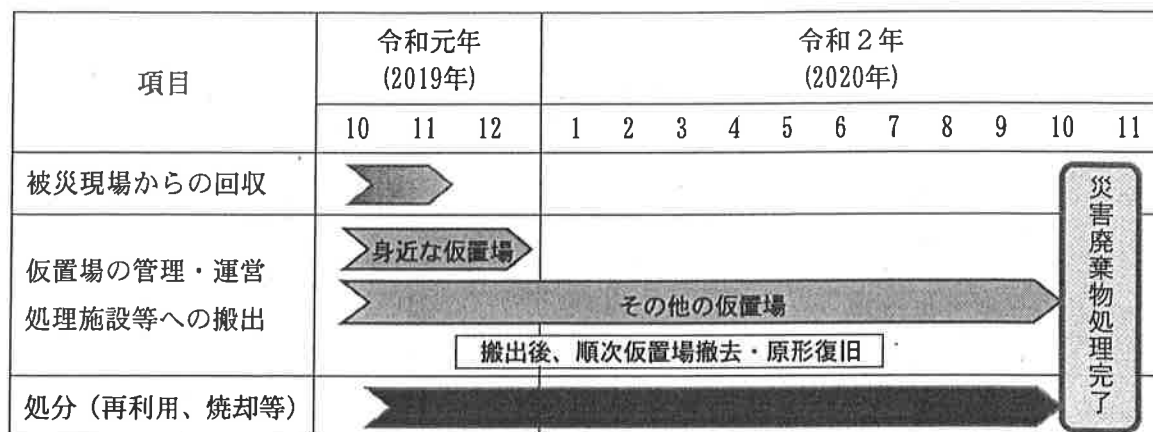 項目
令和元年
(2019年)
令和２年
(2020年)
10 11 12 1 2 3 4 5 6 7 8 9 10 11
被災現場からの回収
仮置場の管理・運営
処理施設等への搬出
身近な仮置場
その他の仮置場
搬出後、順次仮置場撤去・原形復旧
処分（再利用、焼却等）
災害廃棄物処理完了